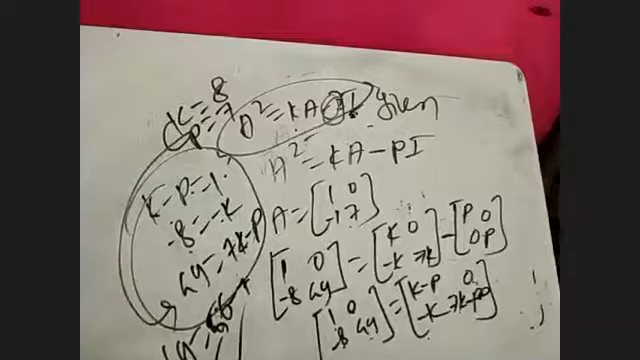 k=8
p=7
A²=kA
given
A²=kA-PI
k-p=1
-8=-k
49=7k-p
A=[1 0
-1 7]
[1 0
-8 49]=[k 0
-k 7k]-[p 0
0 p]
[1 0
-8 49]=[k-p 0
-k 7k-p]